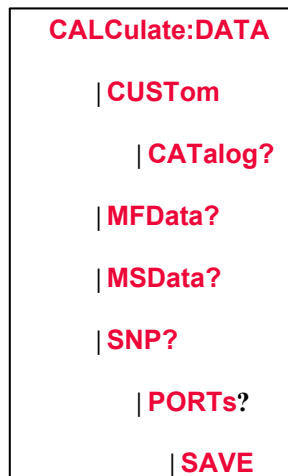 CALCulate:DATA
| CUSTom
| CATalog?
| MFData?
| MSData?
| SNP?
| PORTs?
| SAVE